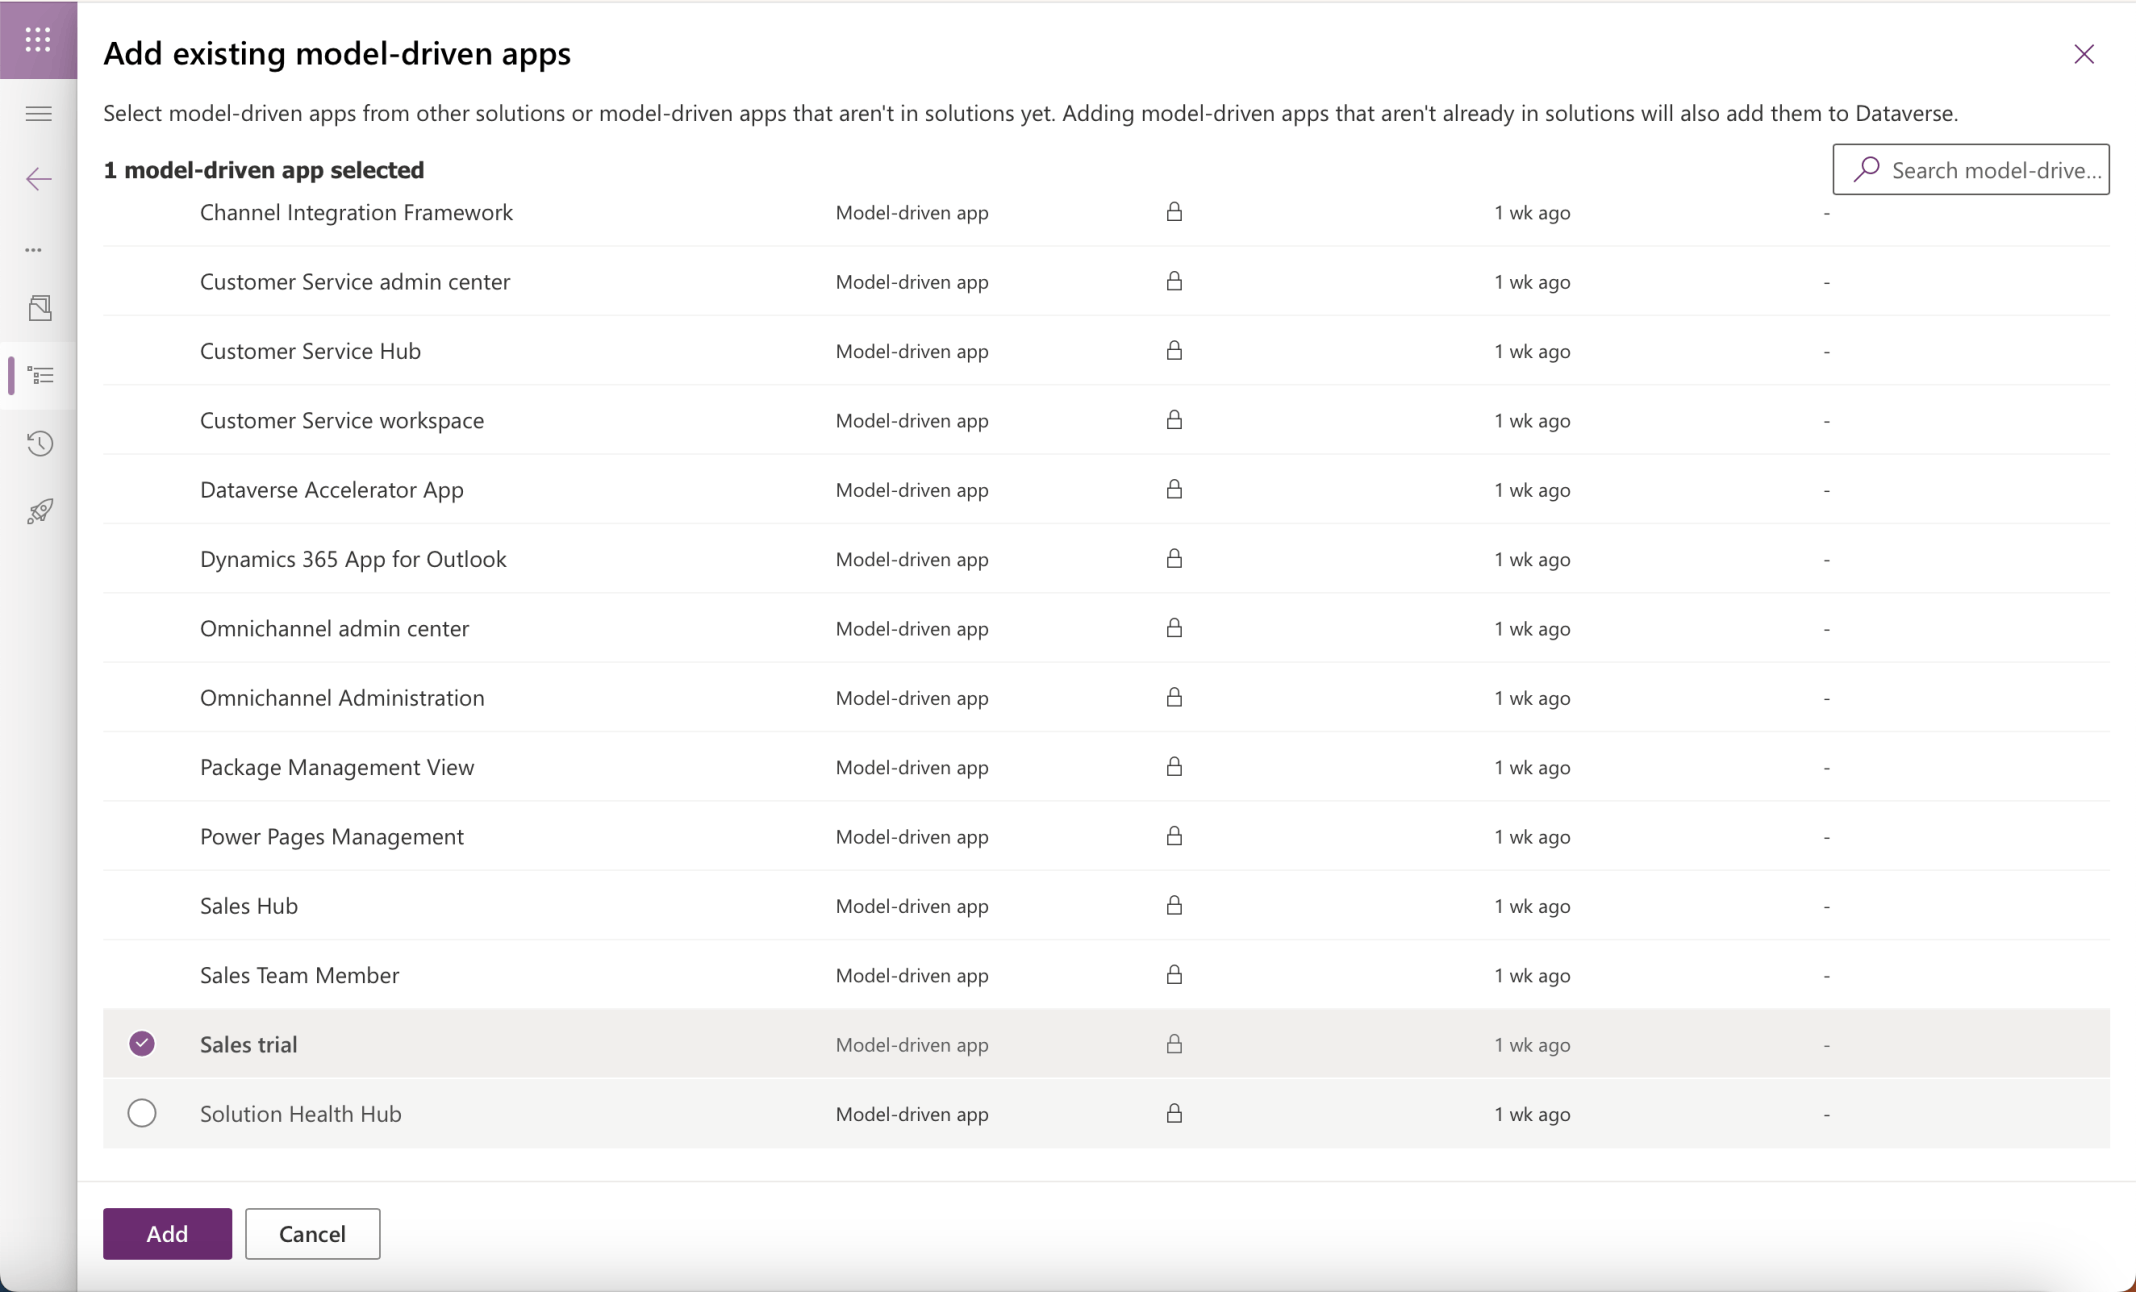 Add existing model-driven apps
Select model-driven apps from other solutions or model-driven apps that aren't in solutions yet. Adding model-driven apps that aren't already in solutions will also add them to Dataverse.
1 model-driven app selected
Search model-drive...
Channel Integration Framework Model-driven app 1 wk ago -
Customer Service admin center Model-driven app 1 wk ago -
Customer Service Hub Model-driven app 1 wk ago -
Customer Service workspace Model-driven app 1 wk ago -
Dataverse Accelerator App Model-driven app 1 wk ago -
Dynamics 365 App for Outlook Model-driven app 1 wk ago -
Omnichannel admin center Model-driven app 1 wk ago -
Omnichannel Administration Model-driven app 1 wk ago -
Package Management View Model-driven app 1 wk ago -
Power Pages Management Model-driven app 1 wk ago -
Sales Hub Model-driven app 1 wk ago -
Sales Team Member Model-driven app 1 wk ago -
Sales trial Model-driven app 1 wk ago -
Solution Health Hub Model-driven app 1 wk ago -
Add Cancel